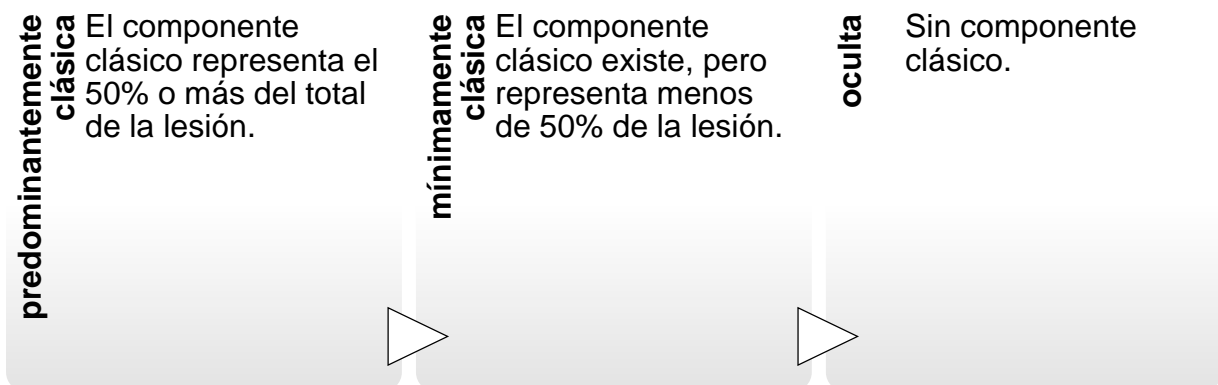 predominantemente
clásica
El componente
clásico representa el
50% o más del total
de la lesión.
mínimamente
clásica
El componente
clásico existe, pero
representa menos
de 50% de la lesión.
oculta
Sin componente
clásico.